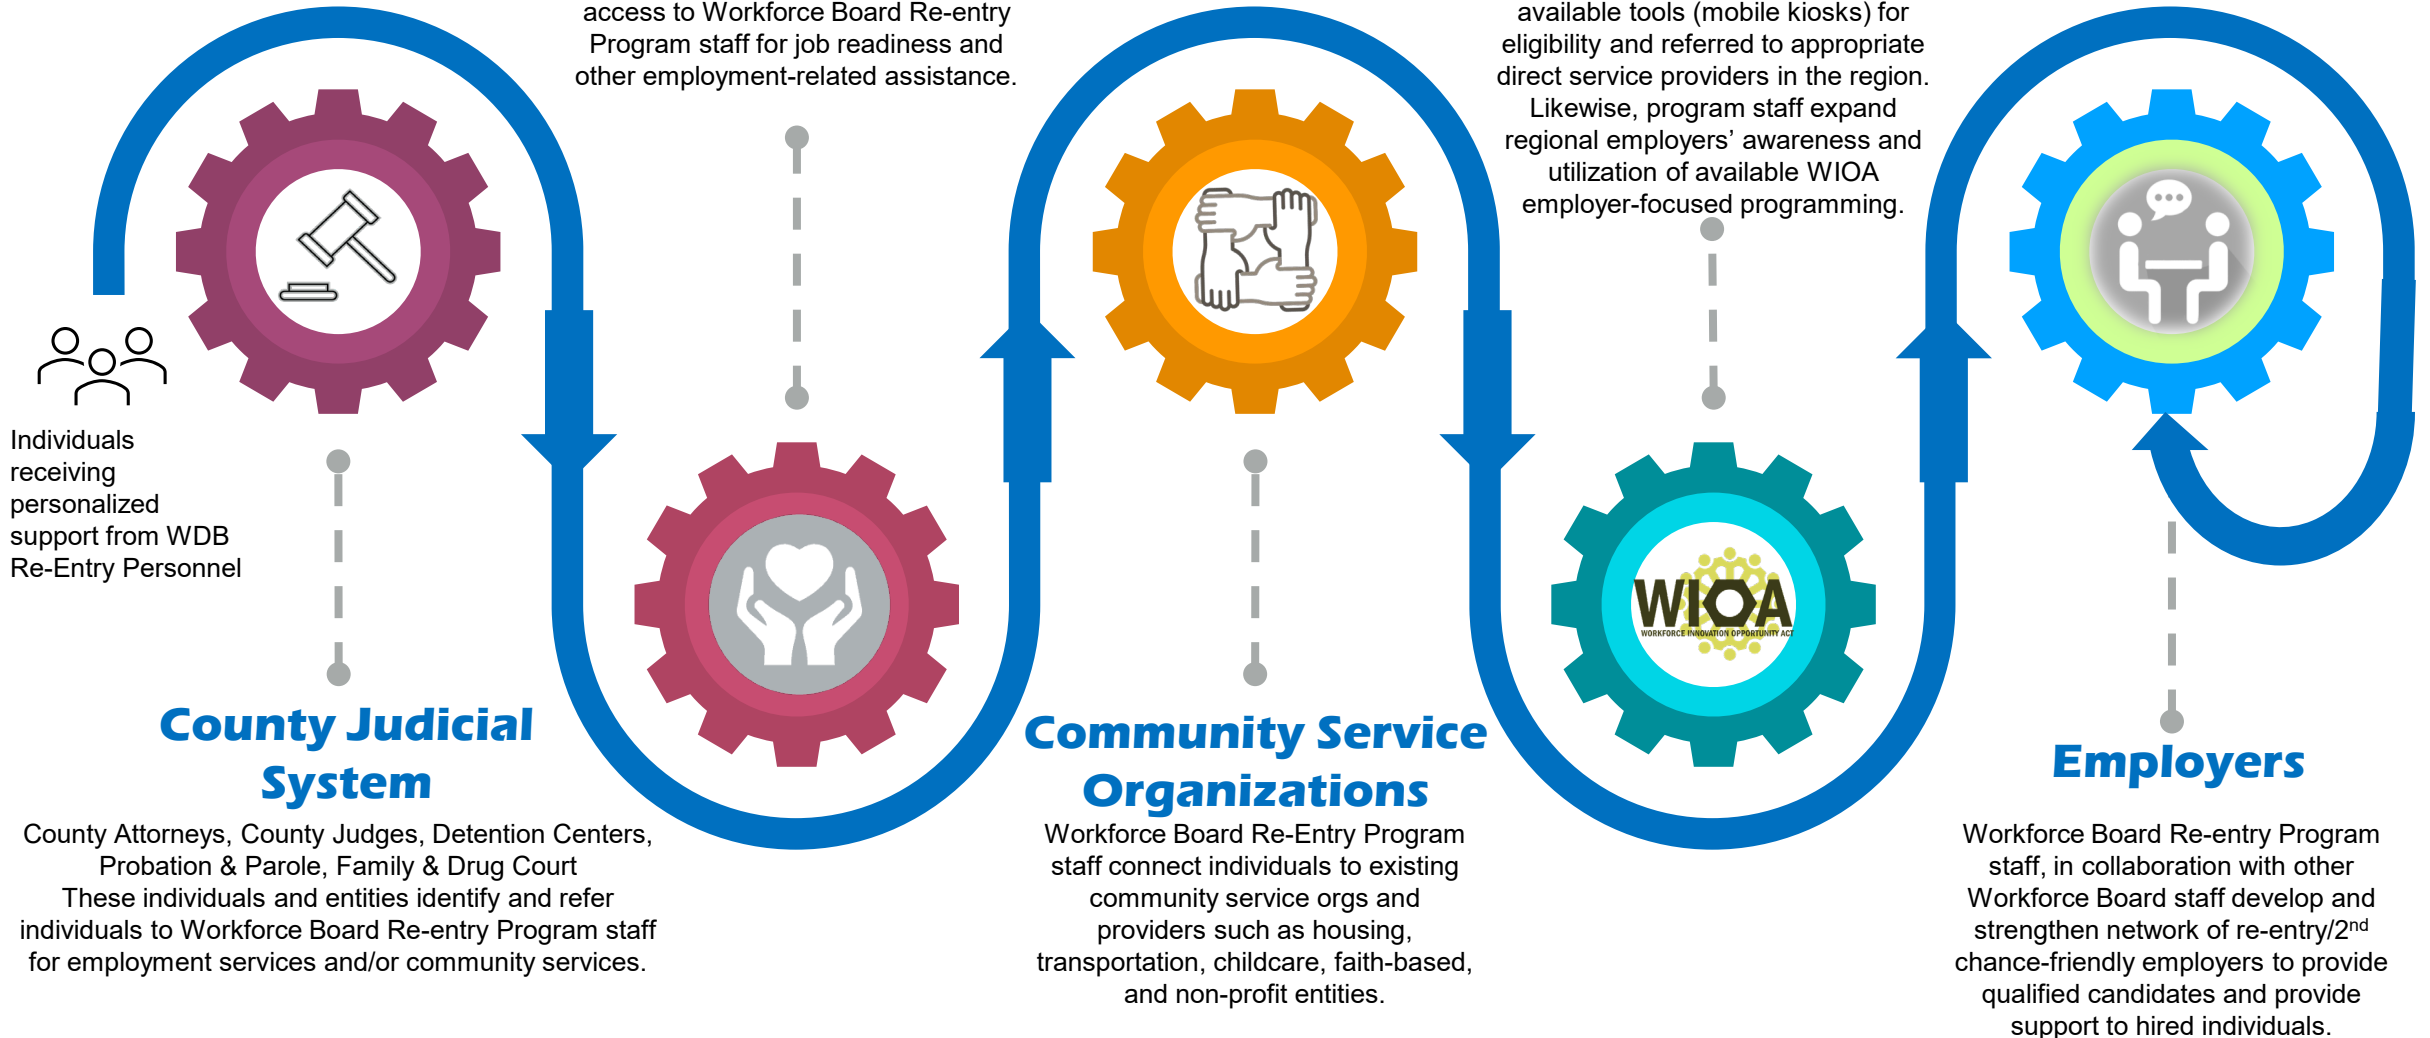 access to Workforce Board Re-entry
Program staff for job readiness and
other employment-related assistance.
available tools (mobile kiosks) for
eligibility and referred to appropriate
direct service providers in the region.
Likewise, program staff expand
regional employers’ awareness and
utilization of available WIOA
employer-focused programming.
Individuals
receiving
personalized
support from WDB
Re-Entry Personnel
WIOA
WORKFORCE INNOVATION OPPORTUNITY ACT
County Judicial
System
County Attorneys, County Judges, Detention Centers,
Probation & Parole, Family & Drug Court
These individuals and entities identify and refer
individuals to Workforce Board Re-entry Program staff
for employment services and/or community services.
Community Service
Organizations
Workforce Board Re-Entry Program
staff connect individuals to existing
community service orgs and
providers such as housing,
transportation, childcare, faith-based,
and non-profit entities.
Employers
Workforce Board Re-entry Program
staff, in collaboration with other
Workforce Board staff develop and
strengthen network of re-entry/2nd
chance-friendly employers to provide
qualified candidates and provide
support to hired individuals.